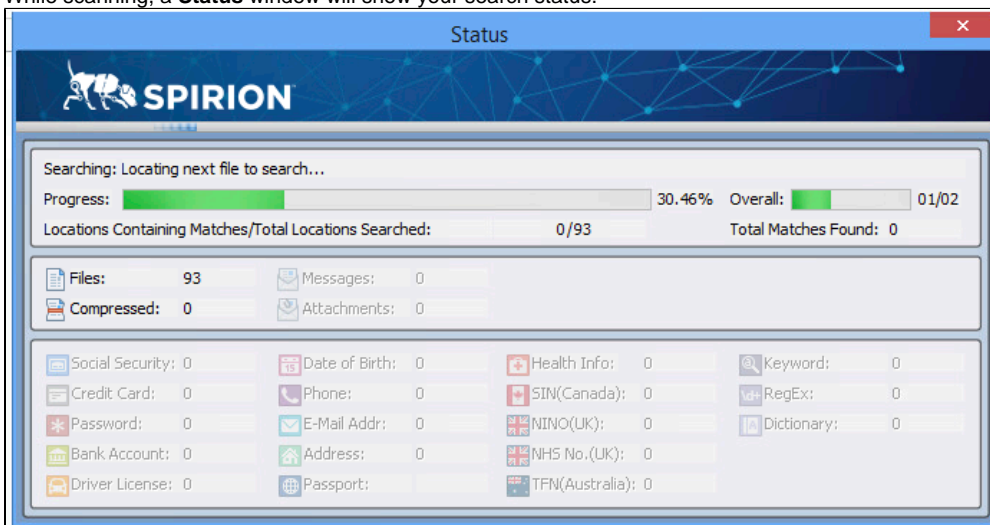 While scanning, a Status window will show your search status.
Status
SPIRION
Searching: Locating next file to search...
Progress: 30.46% Overall: 01/02
Locations Containing Matches/Total Locations Searched: 0/93 Total Matches Found: 0
Files: 93 Messages: 0
Compressed: 0 Attachments: 0
Social Security: 0 Date of Birth: 0 Health Info: 0 Keyword: 0
Credit Card: 0 Phone: 0 SIN(Canada): 0 RegEx: 0
Password: 0 E-Mail Addr: 0 NINO(UK): 0 Dictionary: 0
Bank Account: 0 Address: 0 NHS No.(UK): 0
Driver License: 0 Passport: TFN(Australia): 0